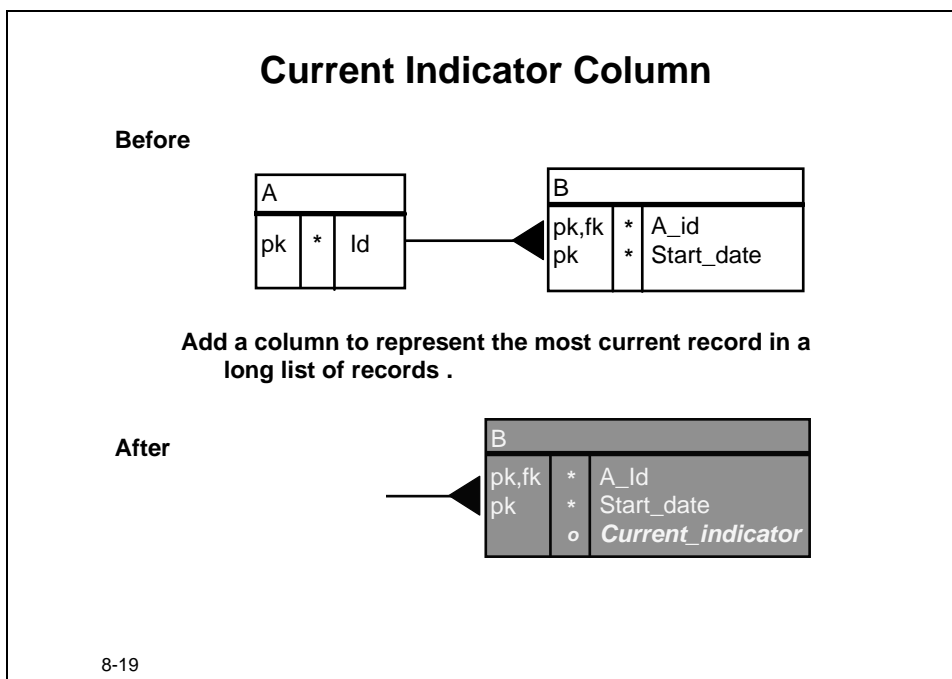 Current Indicator Column
Before
A
pk * Id
B
pk,fk * A_id
pk * Start_date
Add a column to represent the most current record in a
long list of records .
After
B
pk,fk * A_Id
pk * Start_date
o Current_indicator
8-19